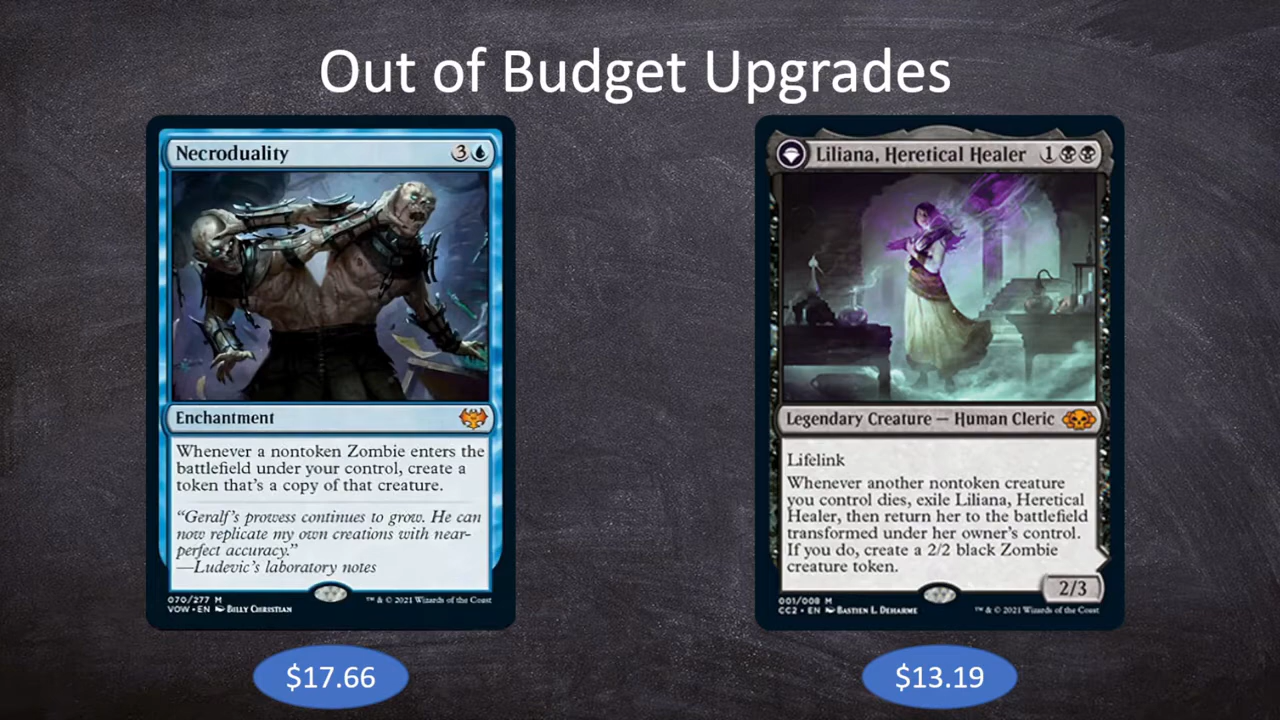 Out of Budget Upgrades
Necroduality 3
Enchantment
Whenever a nontoken Zombie enters the
battlefield under your control, create a
token that's a copy of that creature.
"Geralf's prowess continues to grow. He can
now replicate my own creations with near-
perfect accuracy."
—Ludevic's laboratory notes
070/277 M
VOW • EN Billy Christian
™ & © 2021 Wizards of the Coast
$17.66
Liliana, Heretical Healer 1
Legendary Creature — Human Cleric
Lifelink
Whenever another nontoken creature
you control dies, exile Liliana, Heretical
Healer, then return her to the battlefield
transformed under her owner's control.
If you do, create a 2/2 black Zombie
creature token.
2/3
001/008 M
CC2 • EN Bastien L. Deharme
™ & © 2021 Wizards of the Coast
$13.19